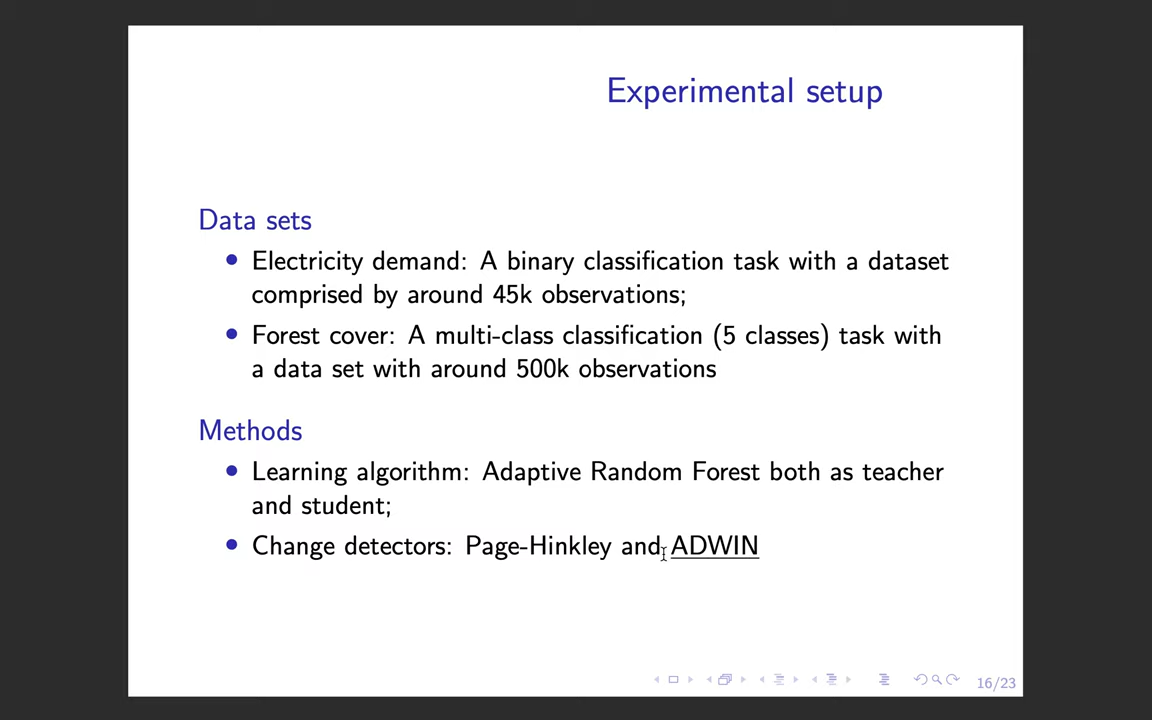 Experimental setup
Data sets
• Electricity demand: A binary classification task with a dataset
comprised by around 45k observations;
• Forest cover: A multi-class classification (5 classes) task with
a data set with around 500k observations
Methods
• Learning algorithm: Adaptive Random Forest both as teacher
and student;
• Change detectors: Page-Hinkley and ADWIN
16/23